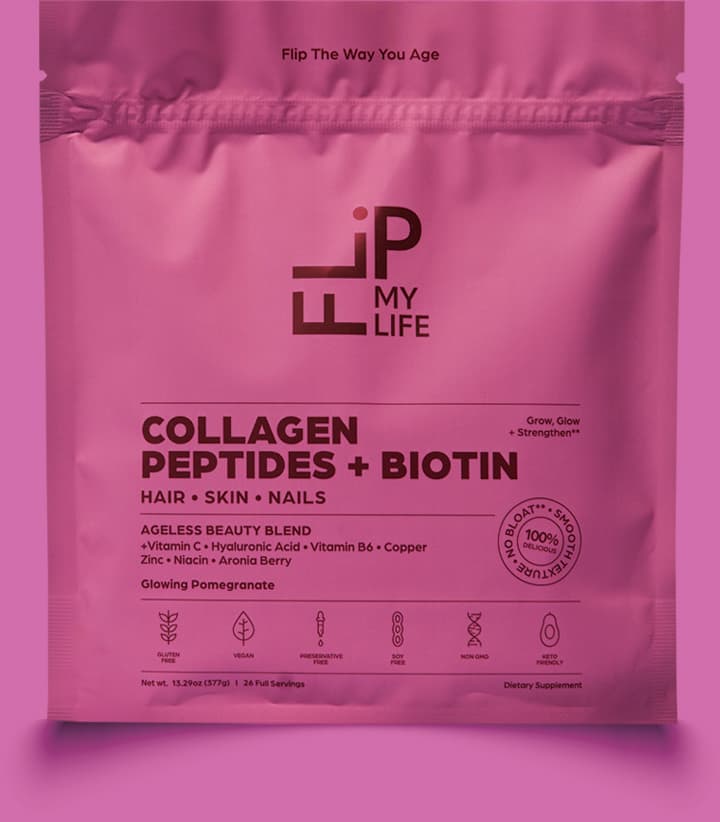 Flip The Way You Age
FLiP
MY
LIFE
COLLAGEN
PEPTIDES + BIOTIN
Grow, Glow
+ Strengthen**
HAIR • SKIN • NAILS
AGELESS BEAUTY BLEND
+Vitamin C • Hyaluronic Acid • Vitamin B6 • Copper
Zinc • Niacin • Aronia Berry
NO BLOAT** • SMOOTH TEXTURE •
100%
DELICIOUS
Glowing Pomegranate
GLUTEN
FREE
VEGAN
PRESERVATIVE
FREE
SOY
FREE
NON GMO
KETO
FRIENDLY
Net wt. 13.29oz (377g) | 26 Full Servings
Dietary Supplement